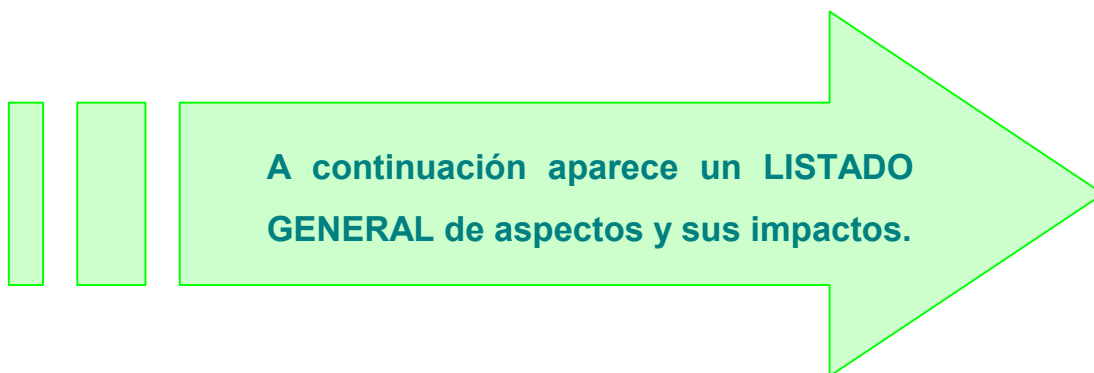 A continuación aparece un LISTADO
GENERAL de aspectos y sus impactos.